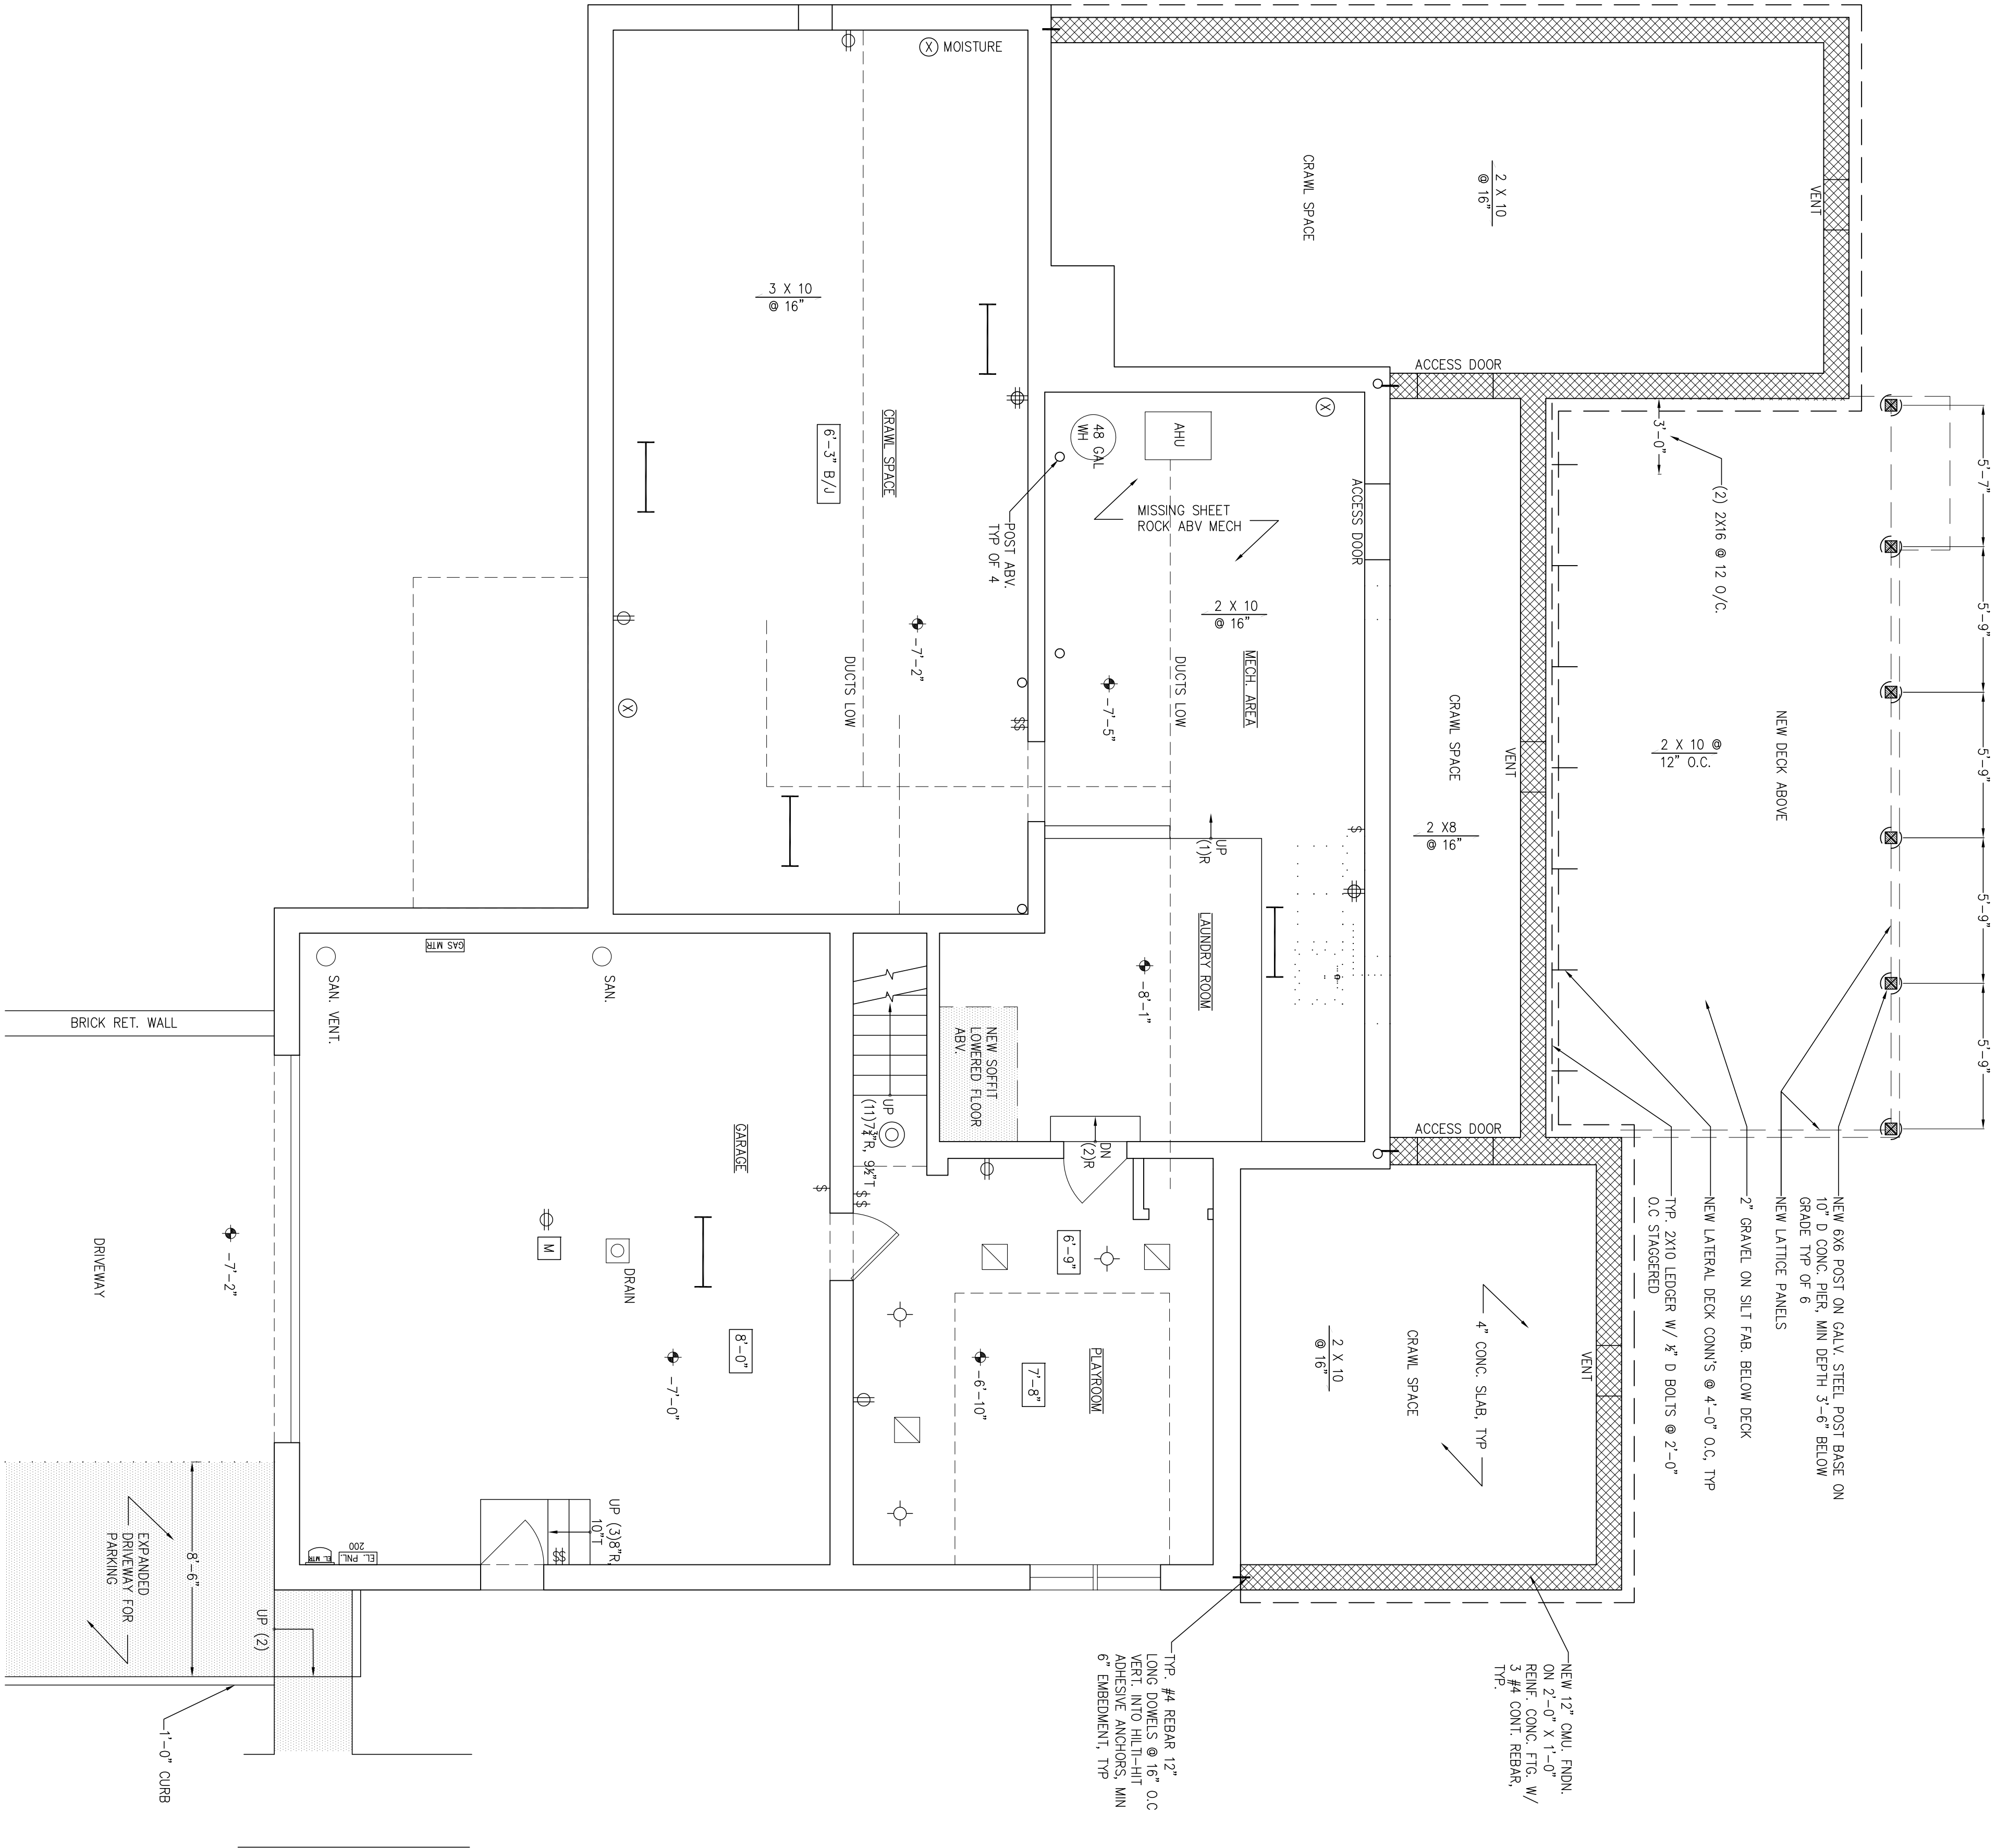 MOISTURE
X
CRAWL SPACE
2 X 10
@ 16"
VENT
3 X 10
@ 16"
CRAWL SPACE
6'-3" B/J
-7'-2"
DUCTS LOW
X
ACCESS DOOR
X
AHU
48 GAL
WH
MISSING SHEET
ROCK ABV MECH
ACCESS DOOR
POST ABV.
TYP OF 4
2 X 10
@ 16"
MECH. AREA
DUCTS LOW
-7'-5"
$$
UP
(1)R
$
LAUNDRY ROOM
-8'-1"
NEW SOFFIT
LOWERED FLOOR
ABV.
DN
(2)R
CRAWL SPACE
2 X8
@ 16"
VENT
ACCESS DOOR
3'-0"
(2) 2X16 @ 12 O/C.
NEW DECK ABOVE
2 X 10 @
12" O.C.
5'-7"
5'-9"
5'-9"
5'-9"
5'-9"
NEW 6X6 POST ON GALV. STEEL POST BASE ON
10" D CONC. PIER, MIN DEPTH 3'-6" BELOW
GRADE TYP OF 6
NEW LATTICE PANELS
2" GRAVEL ON SILT FAB. BELOW DECK
NEW LATERAL DECK CONN'S @ 4'-0" O.C, TYP
TYP. 2X10 LEDGER W/ ½" D BOLTS @ 2'-0"
O.C STAGGERED
4" CONC. SLAB, TYP
CRAWL SPACE
2 X 10
@ 16"
VENT
NEW 12" CMU. FNDN.
ON 2'-0" X 1'-0"
REINF. CONC. FTG. W/
3 #4 CONT. REBAR,
TYP.
TYP. #4 REBAR 12"
LONG DOWELS @ 16" O.C
VERT. INTO HILTI-HIT
ADHESIVE ANCHORS, MIN
6" EMBEDMENT, TYP
6'-9"
PLAYROOM
7'-8"
-6'-10"
UP
(11)7¾"R, 9½"T
$$
$
GARAGE
8'-0"
-7'-0"
DRAIN
M
SAN.
SAN. VENT.
GAS MTR
UP (3)8"R,
10"T
$$
EL. PNL.
200
EL. MTR
BRICK RET. WALL
-7'-2"
DRIVEWAY
8'-6"
EXPANDED
DRIVEWAY FOR
PARKING
UP (2)
1'-0" CURB